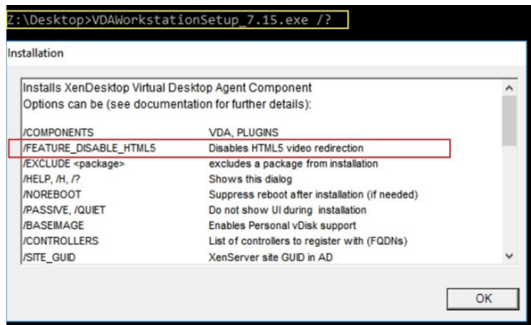 Z:\Desktop>VDAWorkstationSetup_7.15.exe /?
Installation
Installs XenDesktop Virtual Desktop Agent Component
Options can be (see documentation for further details):
/COMPONENTS VDA, PLUGINS
/FEATURE_DISABLE_HTML5 Disables HTML5 video redirection
/EXCLUDE <package> excludes a package from installation
/HELP, /H, /? Shows this dialog
/NOREBOOT Suppress reboot after installation (if needed)
/PASSIVE, /QUIET Do not show UI during installation
/BASEIMAGE Enables Personal vDisk support
/CONTROLLERS List of controllers to register with (FQDNs)
/SITE_GUID XenServer site GUID in AD
OK